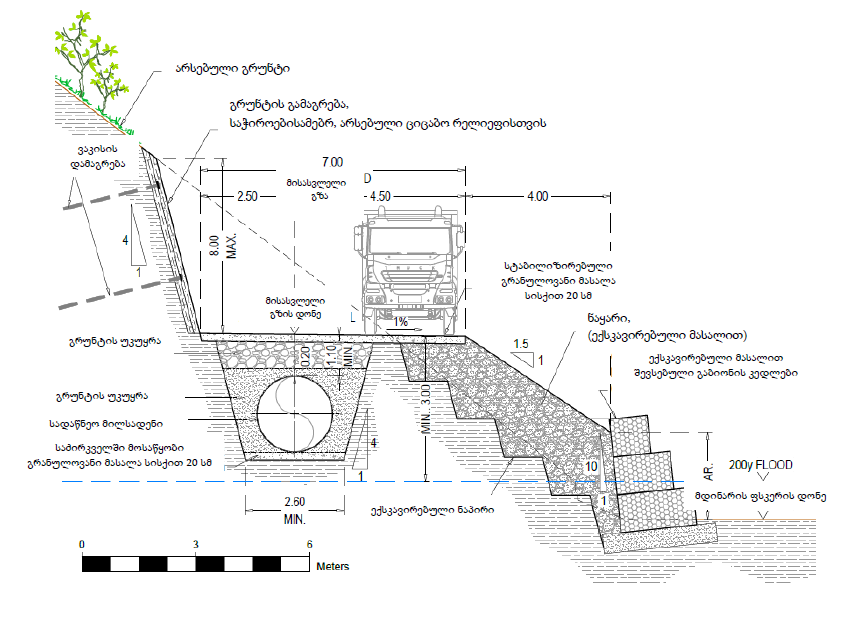 არსებული გრუნტი
გრუნტის გამაგრება,
საჭიროებისამებრ, არსებული ციცაბო რელიეფისთვის
ვაკისის
დამაგრება
7.00
D
მისასვლელი
გზა
2.50
4.50
4.00
8.00
MAX.
4
1
სტაბილიზირებული
გრანულოვანი მასალა
სისქით 20 სმ
მისასვლელი
გზის დონე
L
1%
ნაყარი,
(ექსკავირებული მასალით)
1.5
1
გრუნტის უკუყრა
0.20
1.10
MIN.
ექსკავირებული მასალით
შევსებული გაბიონის კედლები
გრუნტის უკუყრა
MIN. 3.00
სადაწნეო მილსადენი
4
1
სამირკველში მოსაწყობი
გრანულოვანი მასალა სისქით 20 სმ
10
1
AR.
200y FLOOD
მდინარის ფსკერის დონე
2.60
MIN.
ექსკავირებული ნაპირი
0
3
6
Meters